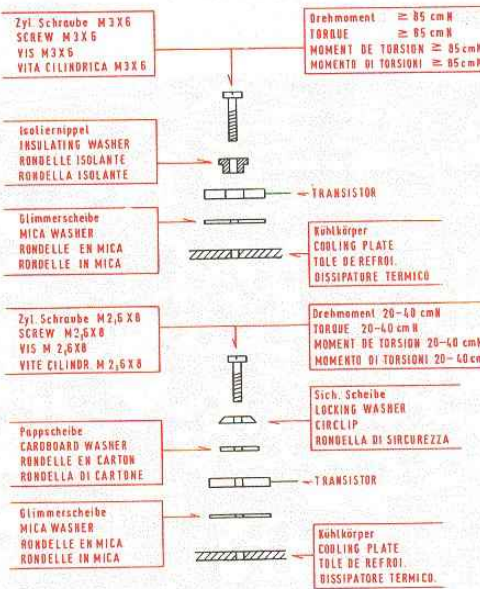 Zyl. Schraube M3X6
SCREW M3X6
VIS M3X6
VITA CILINDRICA M3X6
Drehmoment ≥ 85 cmN
TORQUE ≥ 85 cmN
MOMENT DE TORSION ≥ 85cmN
MOMENTO DI TORSIONI ≥ 85cmN
Isoliernippel
INSULATING WASHER
RONDELLE ISOLANTE
RONDELLA ISOLANTE
TRANSISTOR
Glimmerscheibe
MICA WASHER
RONDELLE EN MICA
RONDELLE IN MICA
Kühlkörper
COOLING PLATE
TOLE DE REFROI.
DISSIPATORE TERMICO
Zyl. Schraube M2,6X8
SCREW M2,6X8
VIS M 2,6X8
VITE CILINDR. M 2,6X8
Drehmoment 20-40 cmN
TORQUE 20-40 cmN
MOMENT DE TORSION 20-40 cmN
MOMENTO DI TORSIONI 20-40 cm
Sich. Scheibe
LOCKING WASHER
CIRCLIP
RONDELLA DI SIRCUREZZA
Pappscheibe
CARDBOARD WASHER
RONDELLE EN CARTON
RONDELLA DI CARTONE
TRANSISTOR
Glimmerscheibe
MICA WASHER
RONDELLE EN MICA
RONDELLE IN MICA
Kühlkörper
COOLING PLATE
TOLE DE REFROI.
DISSIPATORE TERMICO.